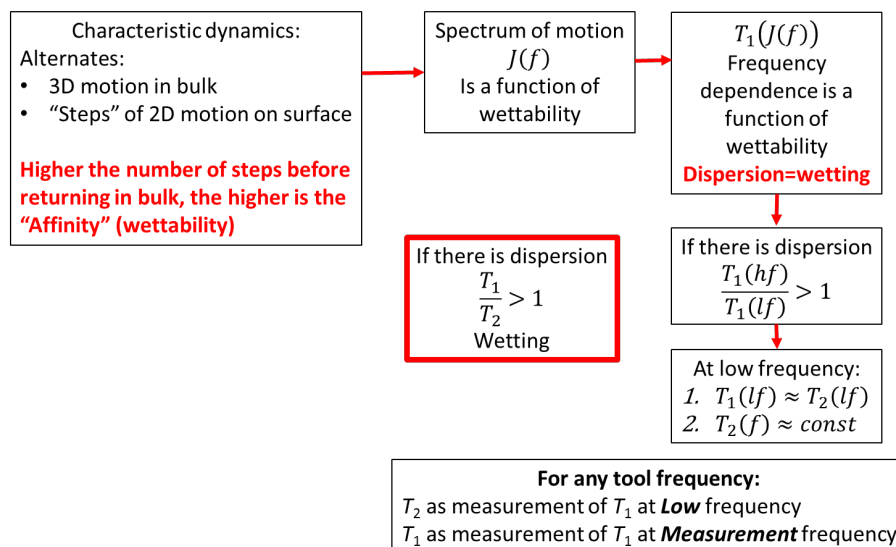 Characteristic dynamics:
Alternates:
• 3D motion in bulk
• “Steps” of 2D motion on surface
Higher the number of steps before
returning in bulk, the higher is the
“Affinity” (wettability)
Spectrum of motion
J(f)
Is a function of
wettability
T₁(J(f))
Frequency
dependence is a
function of
wettability
Dispersion=wetting
If there is dispersion
T₁(hf)/T₁(lf) > 1
If there is dispersion
T₁/T₂ > 1
Wetting
At low frequency:
1. T₁(lf) ≈ T₂(lf)
2. T₂(f) ≈ const
For any tool frequency:
T₂ as measurement of T₁ at Low frequency
T₁ as measurement of T₁ at Measurement frequency